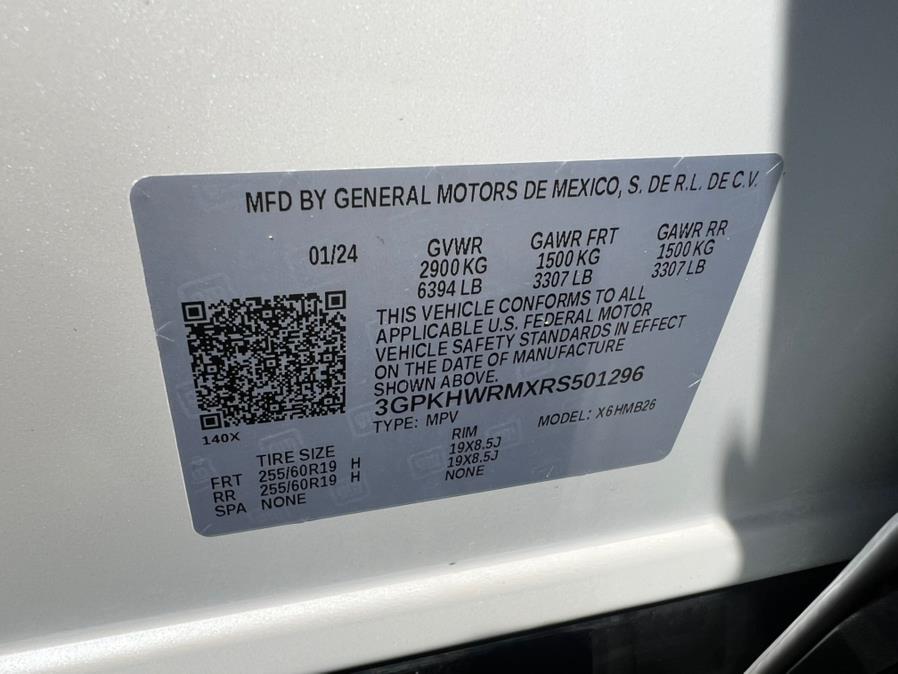 MFD BY GENERAL MOTORS DE MEXICO, S. DE R.L. DE C.V.
01/24 GVWR GAWR FRT GAWR RR
2900 KG 1500 KG 1500 KG
6394 LB 3307 LB 3307 LB
THIS VEHICLE CONFORMS TO ALL
APPLICABLE U.S. FEDERAL MOTOR
VEHICLE SAFETY STANDARDS IN EFFECT
ON THE DATE OF MANUFACTURE
SHOWN ABOVE.
3GPKHWRMXRS501296
TYPE: MPV MODEL: X6HMB26
140X
TIRE SIZE RIM
FRT 255/60R19 H 19X8.5J
RR 255/60R19 H 19X8.5J
SPA NONE NONE